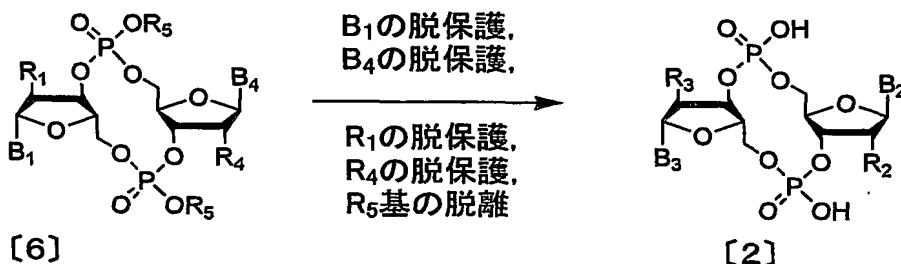 OR₅
O
P
O
O
R₁
O
B₄
O
O
B₁
O
O
R₄
P
O
OR₅
[6]
B₁の脱保護,
B₄の脱保護,
R₁の脱保護,
R₄の脱保護,
R₅基の脱離
O
OH
P
O
O
R₃
O
B₂
O
O
B₃
O
O
R₂
P
O
OH
[2]